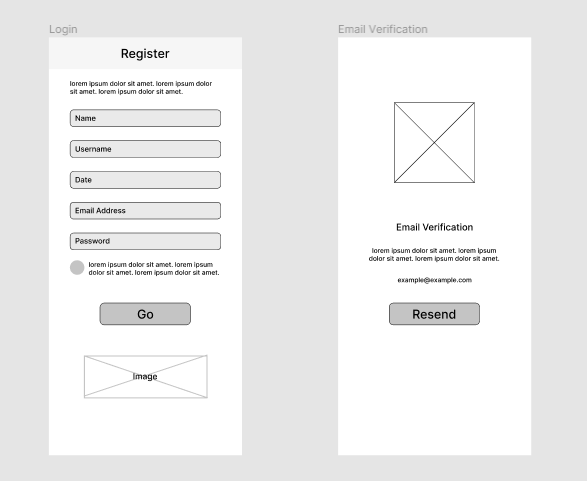 Login
Register
lorem ipsum dolor sit amet. lorem ipsum dolor
sit amet. lorem ipsum dolor sit amet.
Name
Username
Date
Email Address
Password
lorem ipsum dolor sit amet. lorem ipsum
dolor sit amet. lorem ipsum dolor sit amet.
Go
Image
Email Verification
Email Verification
lorem ipsum dolor sit amet. lorem ipsum
dolor sit amet. lorem ipsum dolor sit amet.
example@example.com
Resend